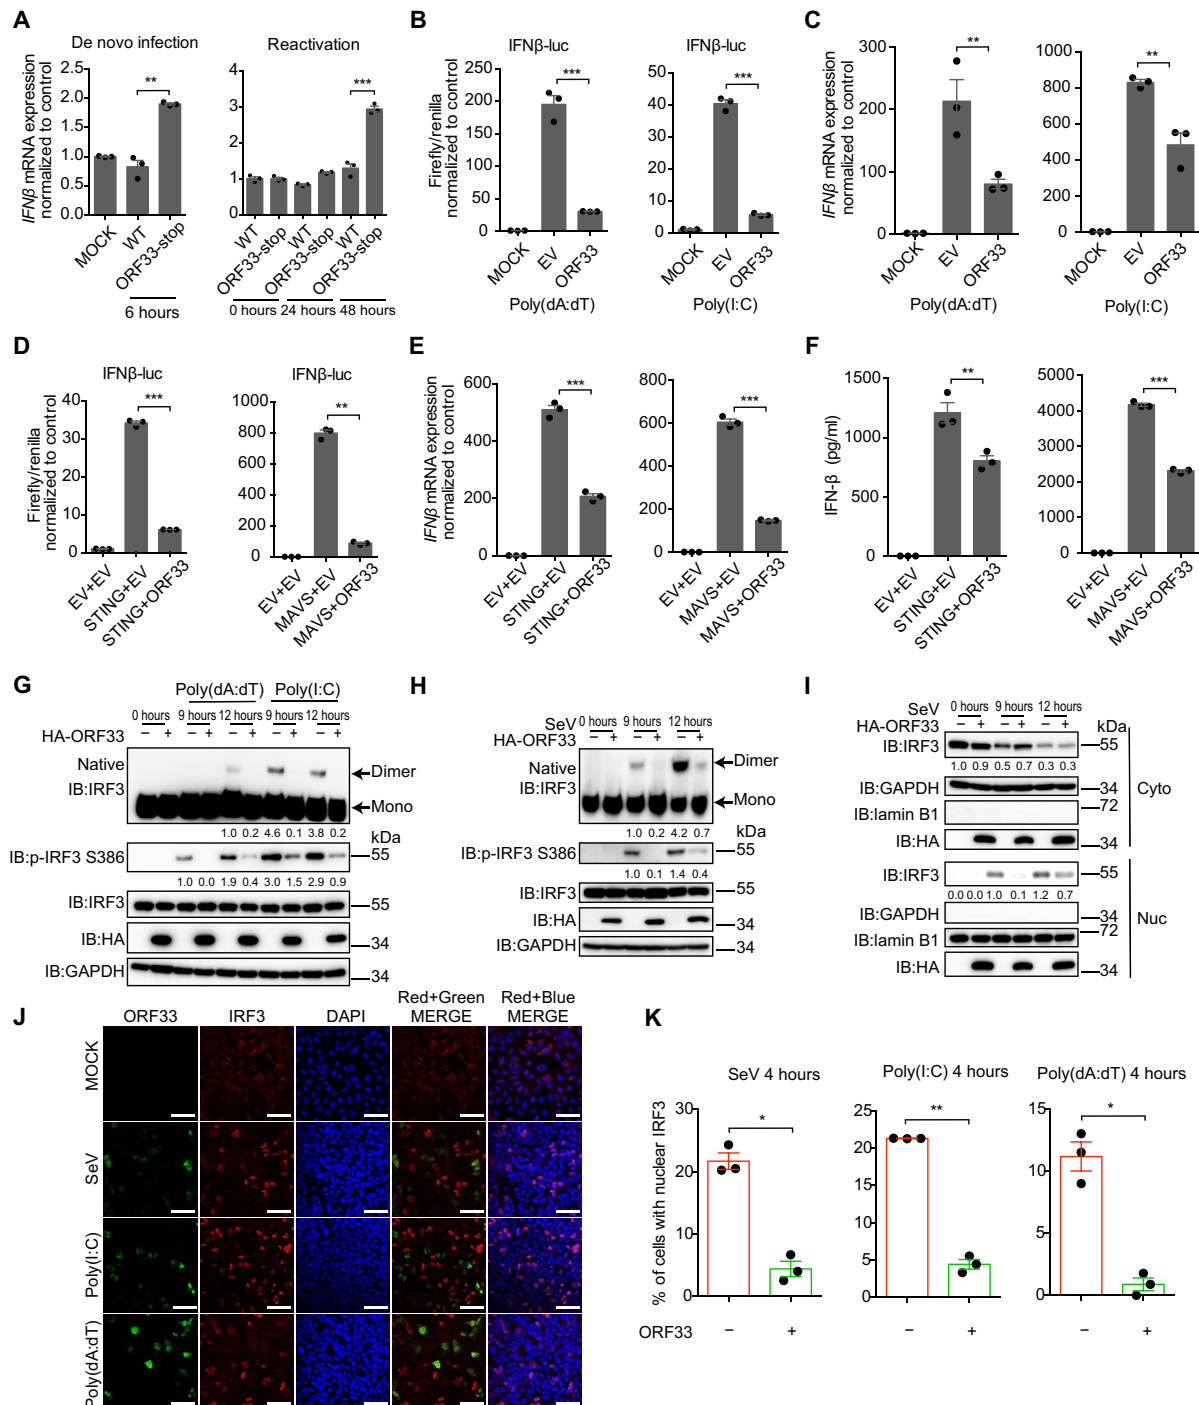 A
De novo infection
Reactivation
IFNβ mRNA expression
normalized to control
2.5
2.0
1.5
1.0
0.5
0.0
**
MOCK
WT
ORF33-stop
6 hours
5
4
3
2
1
0
***
WT
ORF33-stop
WT
ORF33-stop
WT
ORF33-stop
0 hours
24 hours
48 hours
B
IFNβ-luc
IFNβ-luc
Firefly/renilla
normalized to control
250
200
150
100
50
0
***
MOCK
EV
ORF33
Poly(dA:dT)
50
40
30
20
10
0
***
MOCK
EV
ORF33
Poly(I:C)
C
IFNβ mRNA expression
normalized to control
300
200
100
0
**
MOCK
EV
ORF33
Poly(dA:dT)
1000
800
600
400
200
0
**
MOCK
EV
ORF33
Poly(I:C)
D
IFNβ-luc
IFNβ-luc
Firefly/renilla
normalized to control
40
30
20
10
0
***
EV+EV
STING+EV
STING+ORF33
1000
800
600
400
200
0
**
EV+EV
MAVS+EV
MAVS+ORF33
E
IFNβ mRNA expression
normalized to control
600
400
200
0
***
EV+EV
STING+EV
STING+ORF33
800
600
400
200
0
***
EV+EV
MAVS+EV
MAVS+ORF33
F
IFN-β (pg/ml)
1500
1000
500
0
**
EV+EV
STING+EV
STING+ORF33
5000
4000
3000
2000
1000
0
***
EV+EV
MAVS+EV
MAVS+ORF33
G
Poly(dA:dT) Poly(I:C)
0 hours 9 hours 12 hours 9 hours 12 hours
HA-ORF33 − + − + − + − + − +
Native
IB:IRF3
Dimer
Mono
1.0 0.2 4.6 0.1 3.8 0.2
kDa
IB:p-IRF3 S386
55
1.0 0.0 1.9 0.4 3.0 1.5 2.9 0.9
IB:IRF3
55
IB:HA
34
IB:GAPDH
34
H
SeV 0 hours 9 hours 12 hours
HA-ORF33 − + − + − +
Native
IB:IRF3
Dimer
Mono
1.0 0.2 4.2 0.7
kDa
IB:p-IRF3 S386
55
1.0 0.1 1.4 0.4
IB:IRF3
55
IB:HA
34
IB:GAPDH
34
I
SeV
0 hours 9 hours 12 hours
kDa
HA-ORF33 − + − + − +
IB:IRF3
55
1.0 0.9 0.5 0.7 0.3 0.3
IB:GAPDH
34
IB:lamin B1
72
IB:HA
34
Cyto
IB:IRF3
55
0.0 0.0 1.0 0.1 1.2 0.7
IB:GAPDH
34
IB:lamin B1
72
IB:HA
34
Nuc
J
ORF33
IRF3
DAPI
Red+Green
MERGE
Red+Blue
MERGE
MOCK
SeV
Poly(I:C)
Poly(dA:dT)
K
% of cells with nuclear IRF3
SeV 4 hours
30
20
10
0
*
Poly(I:C) 4 hours
25
20
15
10
5
0
**
Poly(dA:dT) 4 hours
15
10
5
0
*
ORF33 − + − + − +